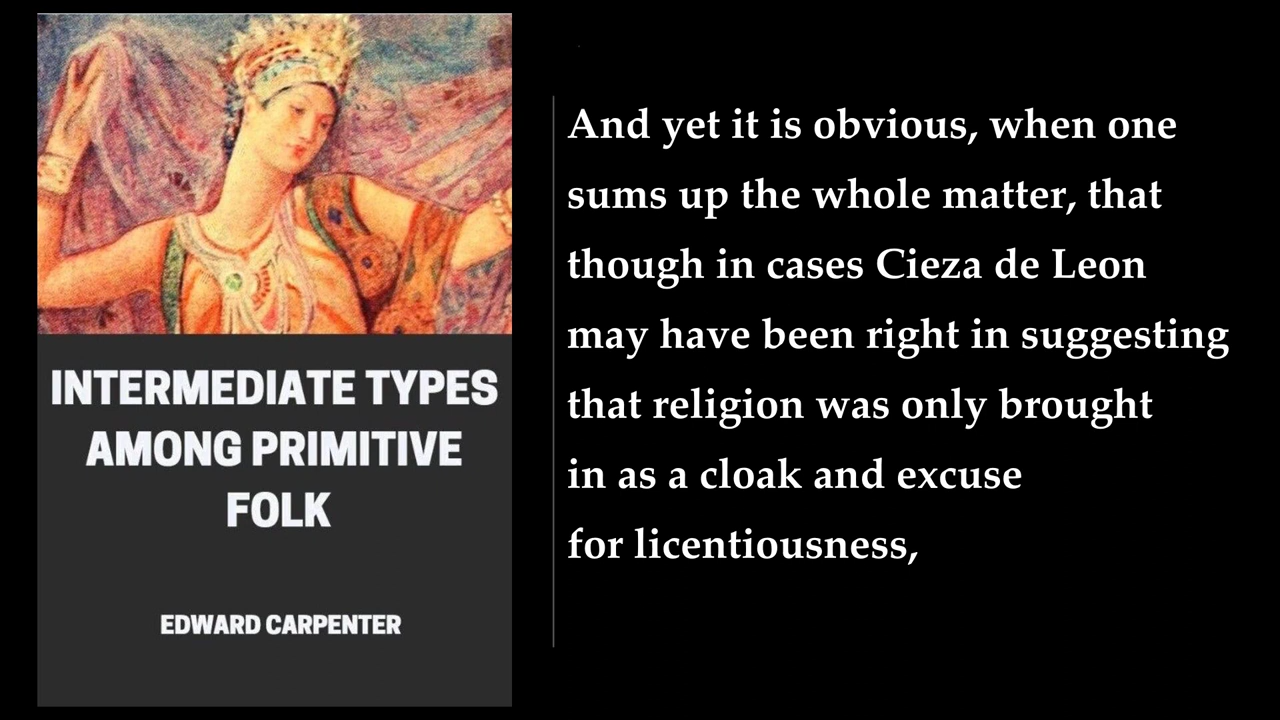 INTERMEDIATE TYPES
AMONG PRIMITIVE
FOLK
EDWARD CARPENTER
And yet it is obvious, when one
sums up the whole matter, that
though in cases Cieza de Leon
may have been right in suggesting
that religion was only brought
in as a cloak and excuse
for licentiousness,